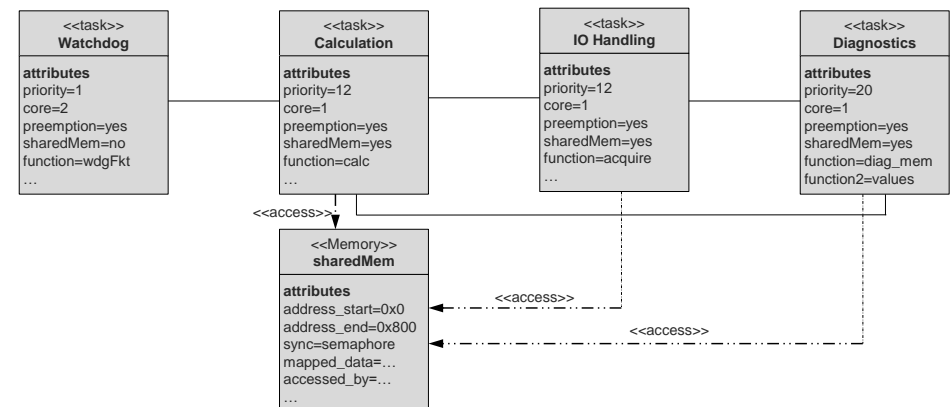 <<task>>
Watchdog
attributes
priority=1
core=2
preemption=yes
sharedMem=no
function=wdgFkt
…
<<task>>
Calculation
attributes
priority=12
core=1
preemption=yes
sharedMem=yes
function=calc
…
<<task>>
IO Handling
attributes
priority=12
core=1
preemption=yes
sharedMem=yes
function=acquire
…
<<task>>
Diagnostics
attributes
priority=20
core=1
preemption=yes
sharedMem=yes
function=diag_mem
function2=values
<<access>>
<<Memory>>
sharedMem
attributes
address_start=0x0
address_end=0x800
sync=semaphore
mapped_data=…
accessed_by=…
…
<<access>>
<<access>>